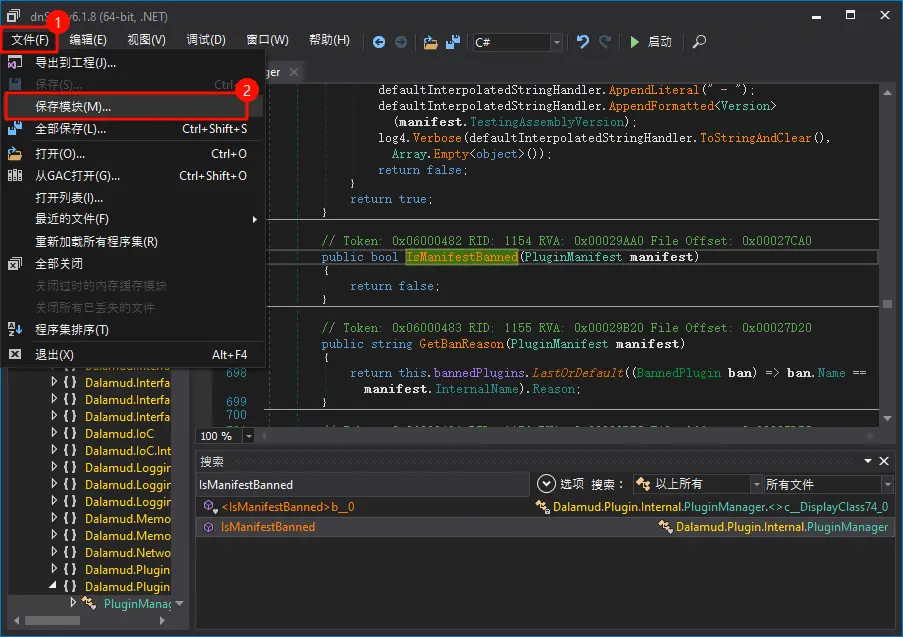 v6.1.8 (64-bit, .NET)
1
文件(F) 编辑(E) 视图(V) 调试(D) 窗口(W) 帮助(H) C# 启动
导出到工程(J)...
保存(S)...
2
保存模块(M)...
全部保存(L)... Ctrl+Shift+S
打开(O)... Ctrl+O
从GAC打开(G)... Ctrl+Shift+O
打开列表(I)...
最近的文件(F)
重新加载所有程序集(R)
全部关闭
关闭过时的内存缓存模块
关闭所有已丢失的文件
程序集排序(T)
退出(X) Alt+F4
defaultInterpolatedStringHandler.AppendLiteral(" - ");
defaultInterpolatedStringHandler.AppendFormatted<Version>
(manifest.TestingAssemblyVersion);
log4.Verbose(defaultInterpolatedStringHandler.ToStringAndClear(),
Array.Empty<object>());
return false;
}
return true;
}
// Token: 0x06000482 RID: 1154 RVA: 0x00029AA0 File Offset: 0x00027CA0
public bool IsManifestBanned(PluginManifest manifest)
{
return false;
}
// Token: 0x06000483 RID: 1155 RVA: 0x00029B20 File Offset: 0x00027D20
public string GetBanReason(PluginManifest manifest)
{
698 return this.bannedPlugins.LastOrDefault((BannedPlugin ban) => ban.Name ==
manifest.InternalName).Reason;
699 }
700
{} Dalamud.Interfa
{} Dalamud.Interfa
{} Dalamud.Interfa
{} Dalamud.IoC
{} Dalamud.IoC.Int
{} Dalamud.Loggin
{} Dalamud.Loggin
{} Dalamud.Loggin
{} Dalamud.Memo
{} Dalamud.Memo
{} Dalamud.Netwo
{} Dalamud.Plugin
{} Dalamud.Plugin
PluginManag
100 %
搜索
IsManifestBanned 选项 搜索： 以上所有 所有文件
<IsManifestBanned>b__0 Dalamud.Plugin.Internal.PluginManager.<>c__DisplayClass74_0
IsManifestBanned Dalamud.Plugin.Internal.PluginManager